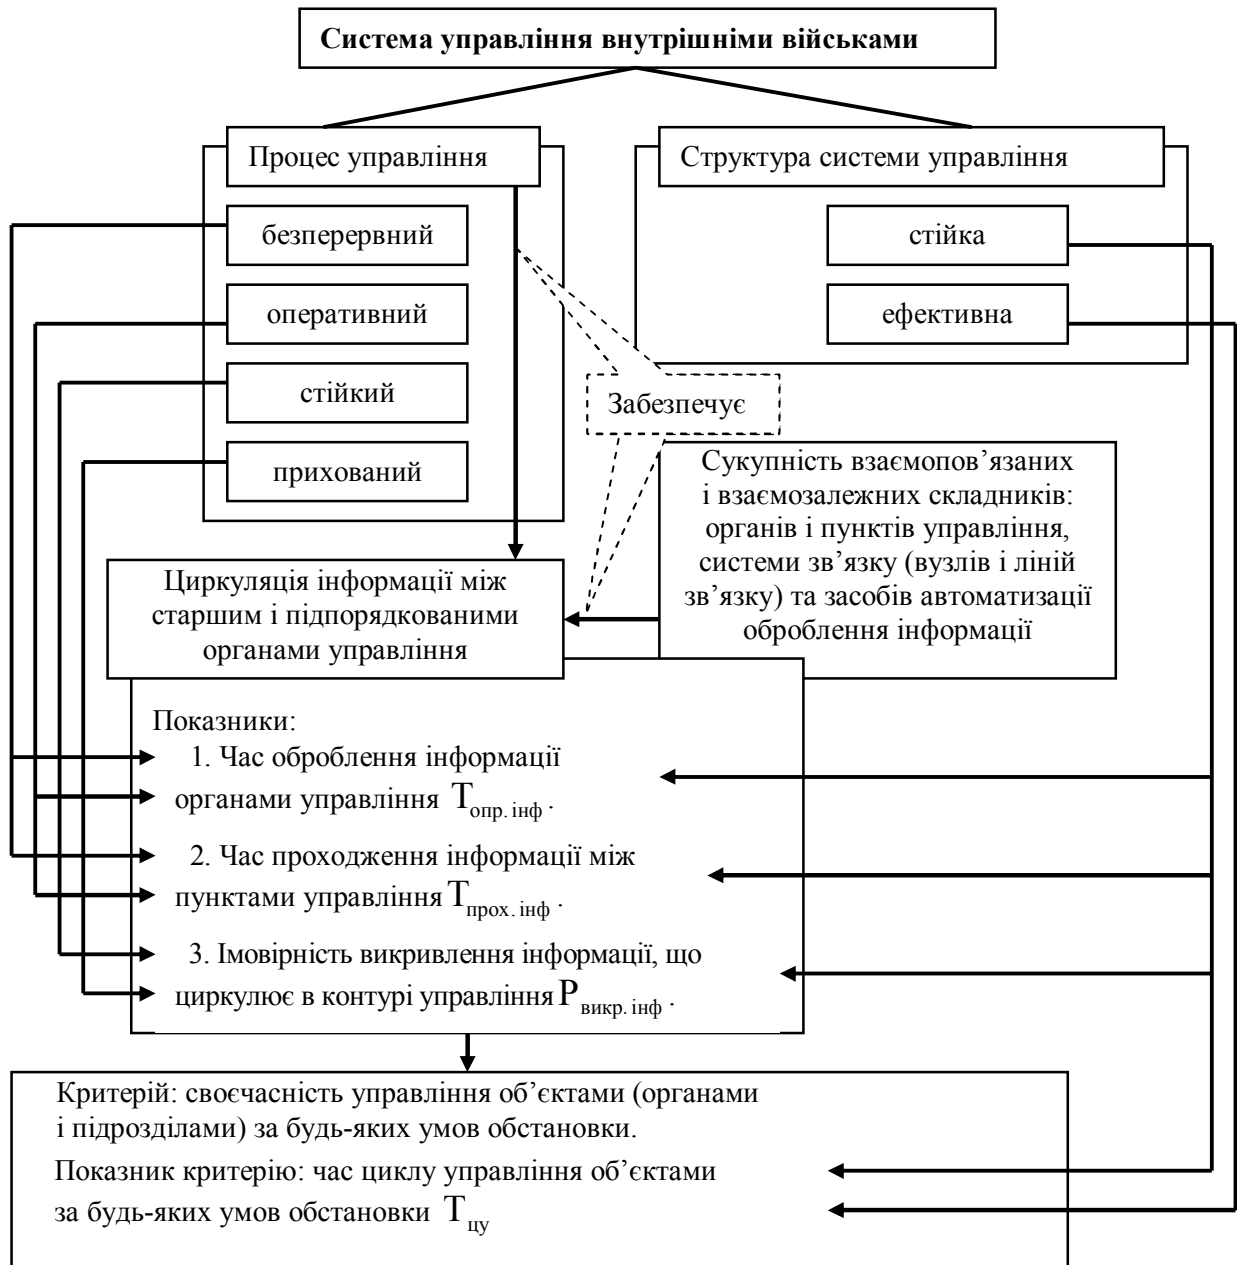 Система управління внутрішніми військами
Процес управління
Структура системи управління
безперервний
оперативний
стійкий
прихований
стійка
ефективна
Забезпечує
Сукупність взаємопов’язаних
і взаємозалежних складників:
органів і пунктів управління,
системи зв’язку (вузлів і ліній
зв’язку) та засобів автоматизації
оброблення інформації
Циркуляція інформації між
старшим і підпорядкованими
органами управління
Показники:
1. Час оброблення інформації
органами управління Tопр. інф .
2. Час проходження інформації між
пунктами управління Tпрох. інф .
3. Імовірність викривлення інформації, що
циркулює в контурі управління Pвикр. інф .
Критерій: своєчасність управління об’єктами (органами
і підрозділами) за будь-яких умов обстановки.
Показник критерію: час циклу управління об’єктами
за будь-яких умов обстановки Tцу